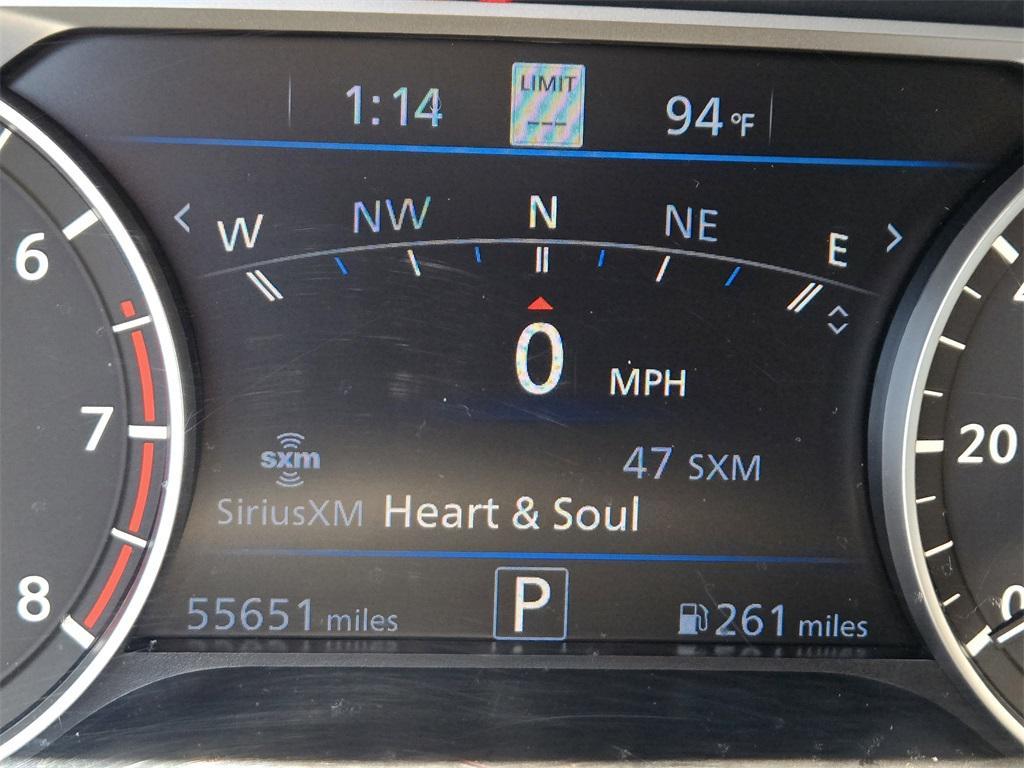 1:14 LIMIT --- 94 °F
< W NW N NE E >
0 MPH
sxm 47 SXM
SiriusXM Heart & Soul
55651 miles P 261 miles
6
7
8
20
0